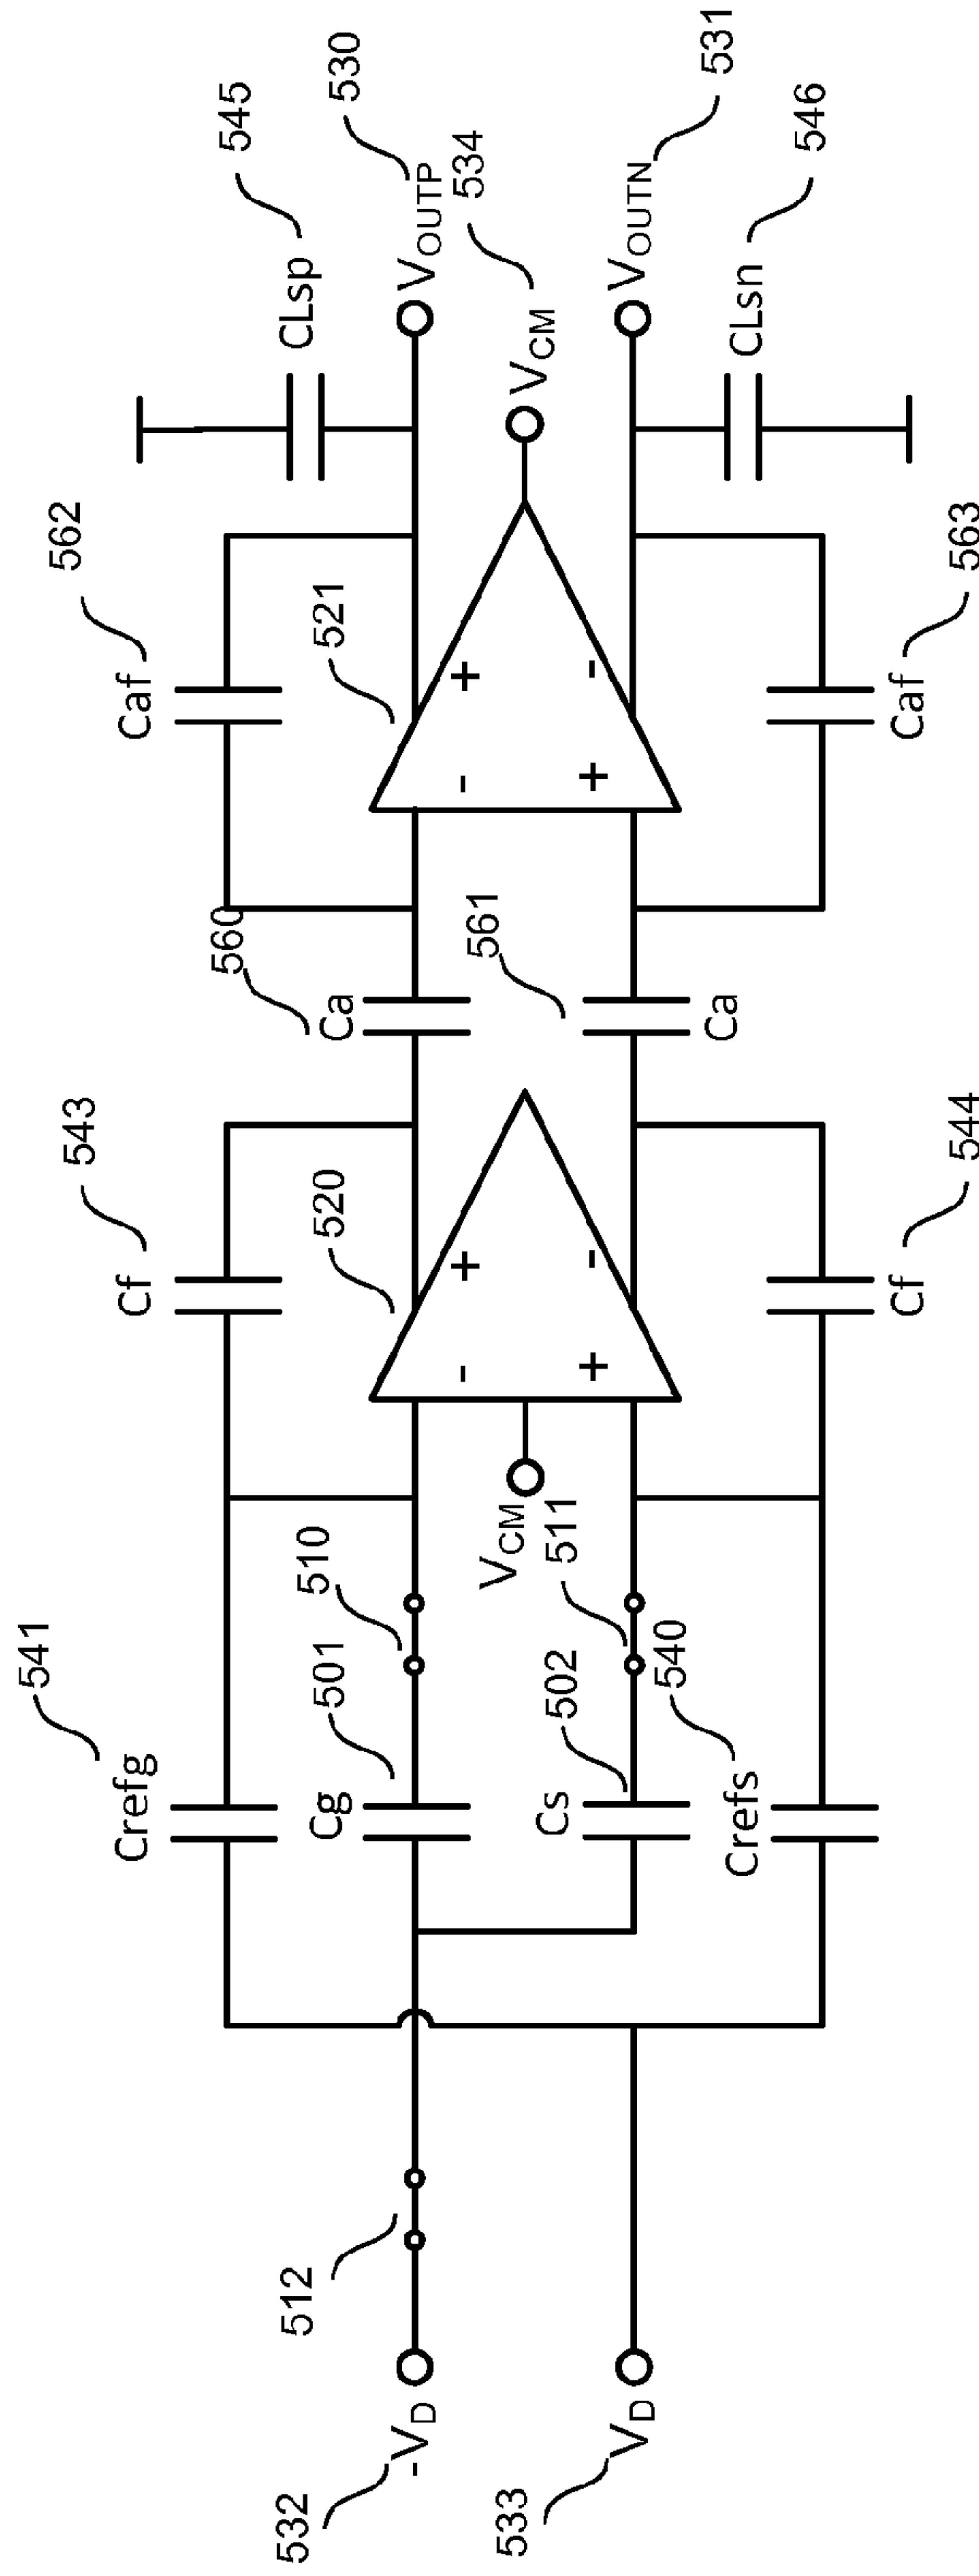 541
Crefg
543
Cf
562
Caf
545
CLsp
530
VOUTP
534
VCM
512
532
-VD
533
VD
510
501
Cg
520
-
+
560
Ca
521
-
+
VCM
511
502
Cs
540
Crefs
+
-
561
Ca
+
-
531
VOUTN
546
CLsn
Cf
544
Caf
563